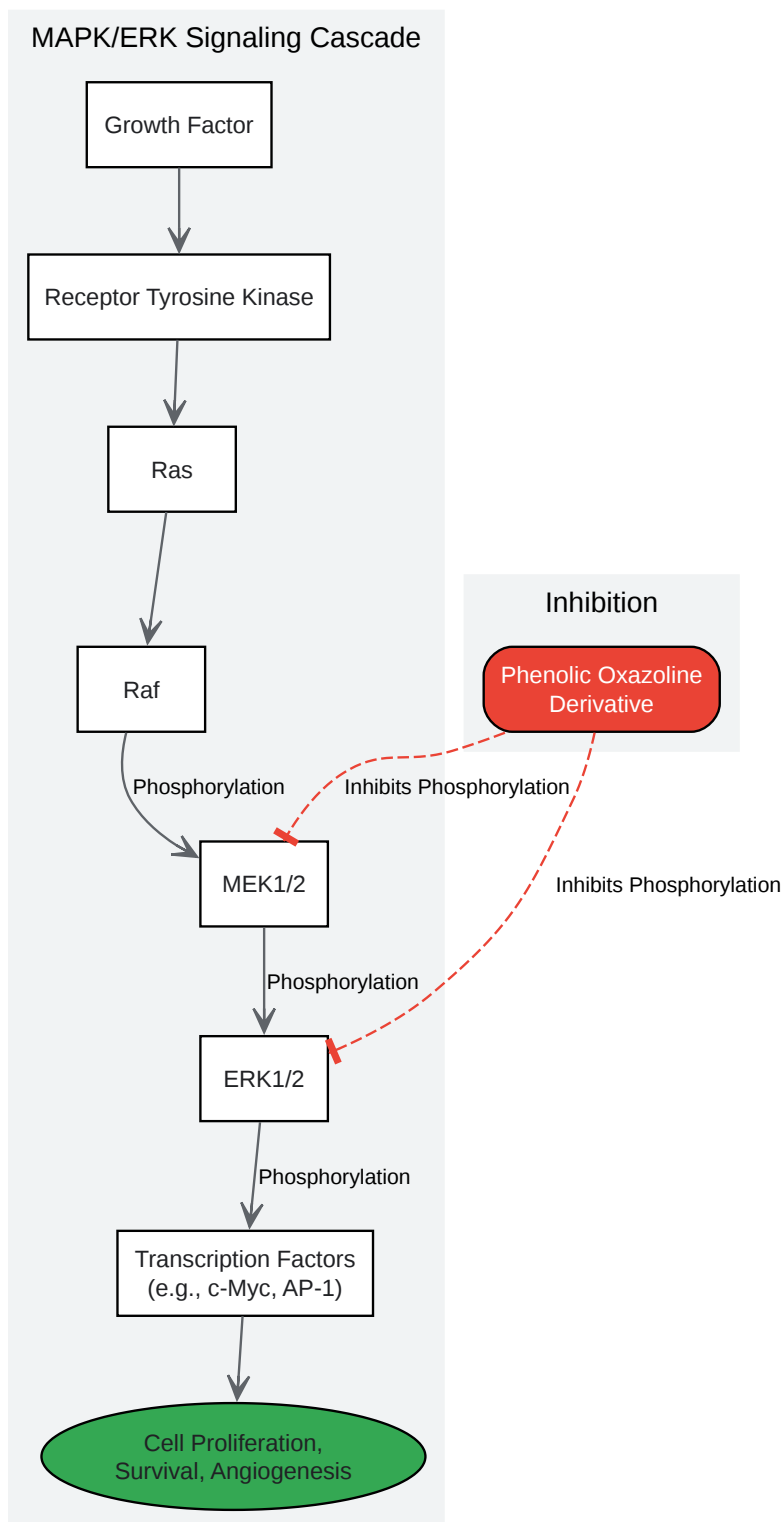 MAPK/ERK Signaling Cascade
Growth Factor
Receptor Tyrosine Kinase
Ras
Inhibition
Raf
Phenolic Oxazoline
Derivative
Phosphorylation
Inhibits Phosphorylation
MEK1/2
Inhibits Phosphorylation
Phosphorylation
ERK1/2
Phosphorylation
Transcription Factors
(e.g., c-Myc, AP-1)
Cell Proliferation,
Survival, Angiogenesis